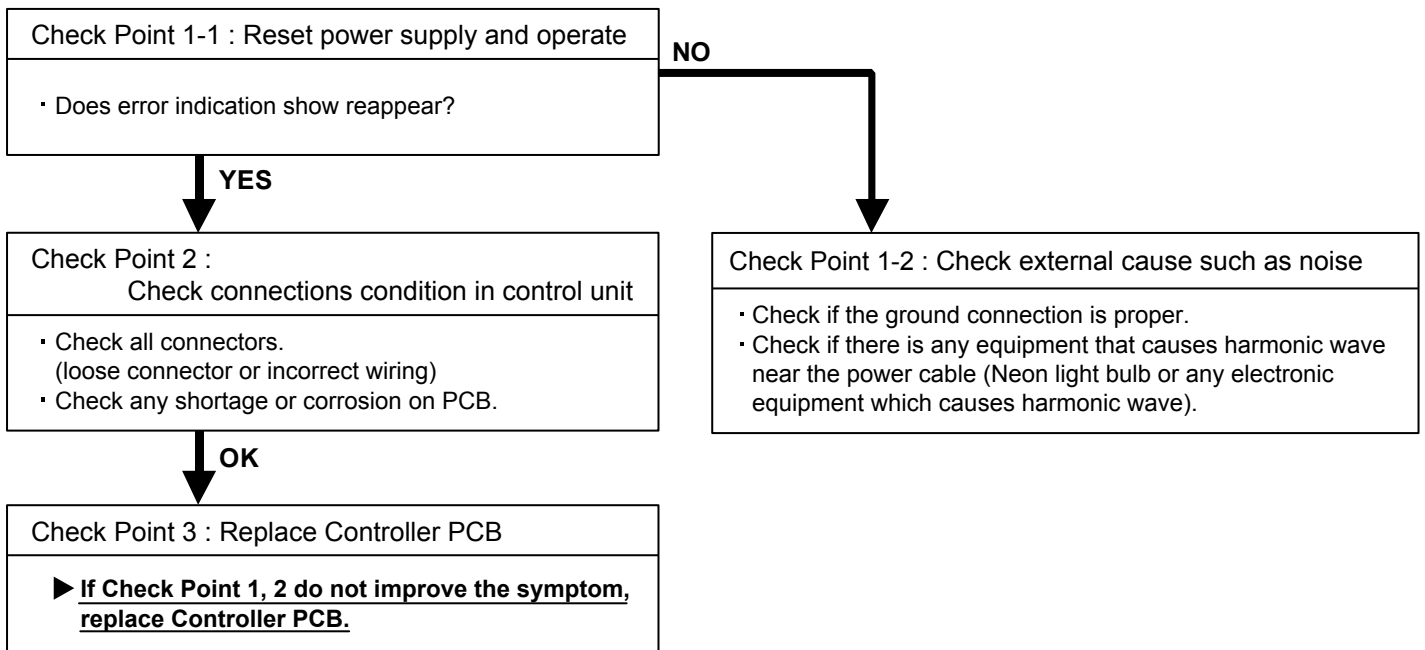 Check Point 1-1 : Reset power supply and operate
・Does error indication show reappear?
NO
YES
Check Point 2 :
Check connections condition in control unit
・Check all connectors.
(loose connector or incorrect wiring)
・Check any shortage or corrosion on PCB.
Check Point 1-2 : Check external cause such as noise
・Check if the ground connection is proper.
・Check if there is any equipment that causes harmonic wave
near the power cable (Neon light bulb or any electronic
equipment which causes harmonic wave).
OK
Check Point 3 : Replace Controller PCB
▶ If Check Point 1, 2 do not improve the symptom,
replace Controller PCB.